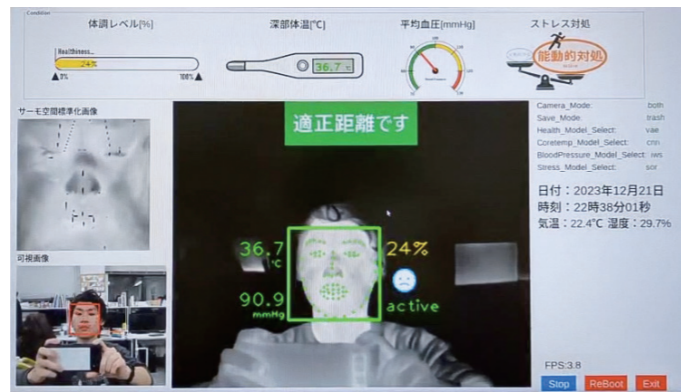 Condition
体調レベル[%]
深部体温[℃]
平均血圧[mmHg]
ストレス対処
Healthiness...
24%
0%
100%
36.7 ℃
能動的対処
サーモ空間標準化画像
適正距離です
Camera_Mode: both
Save_Mode: trash
Health_Model_Select: vae
Coretemp_Model_Select: cnn
BloodPressure_Model_Select: iws
Stress_Model_Select: sor
日付：2023年12月21日
時刻：22時38分01秒
気温：22.4℃ 湿度：29.7%
36.7
℃
24%
90.9
mmHg
active
可視画像
FPS:3.8
Stop
ReBoot
Exit